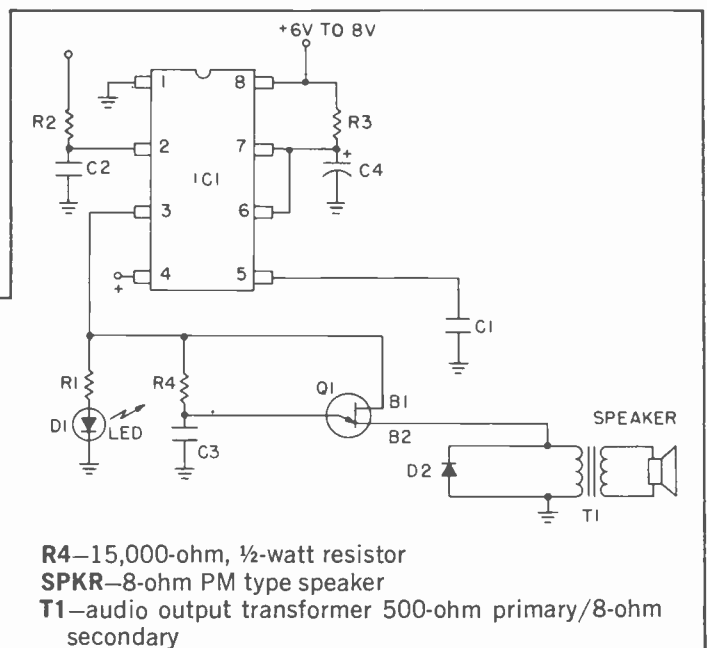 +6V TO 8V
1
8
R2
R3
2
7
+
C2
IC1
C4
3
6
4
5
+
C1
R1
R4
Q1
B1
B2
SPEAKER
D1
LED
C3
D2
T1
R4—15,000-ohm, ½-watt resistor
SPKR—8-ohm PM type speaker
T1—audio output transformer 500-ohm primary/8-ohm
secondary